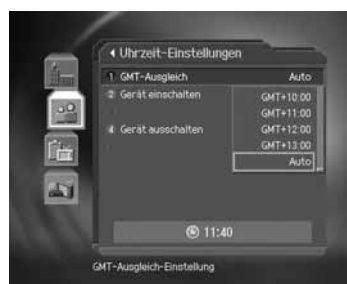 Uhrzeit-Einstellungen
1 GMT-Ausgleich Auto
2 Gerät einschalten
4 Gerät ausschalten
GMT+10:00
GMT+11:00
GMT+12:00
GMT+13:00
Auto
11:40
GMT-Ausgleich-Einstellung